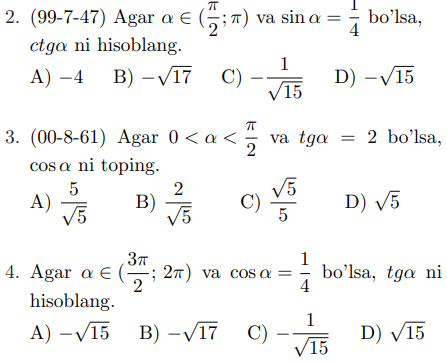 2. (99-7-47) Agar α ∈ (π/2; π) va sin α = 1/4 bo'lsa,
ctgα ni hisoblang.
A) −4 B) −√17 C) −1/√15 D) −√15
3. (00-8-61) Agar 0 < α < π/2 va tgα = 2 bo'lsa,
cos α ni toping.
A) 5/√5 B) 2/√5 C) √5/5 D) √5
4. Agar α ∈ (3π/2; 2π) va cos α = 1/4 bo'lsa, tgα ni
hisoblang.
A) −√15 B) −√17 C) −1/√15 D) √15